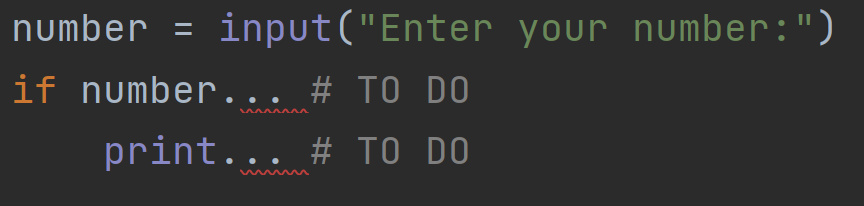 number = input("Enter your number:")
if number... # TO DO
    print... # TO DO